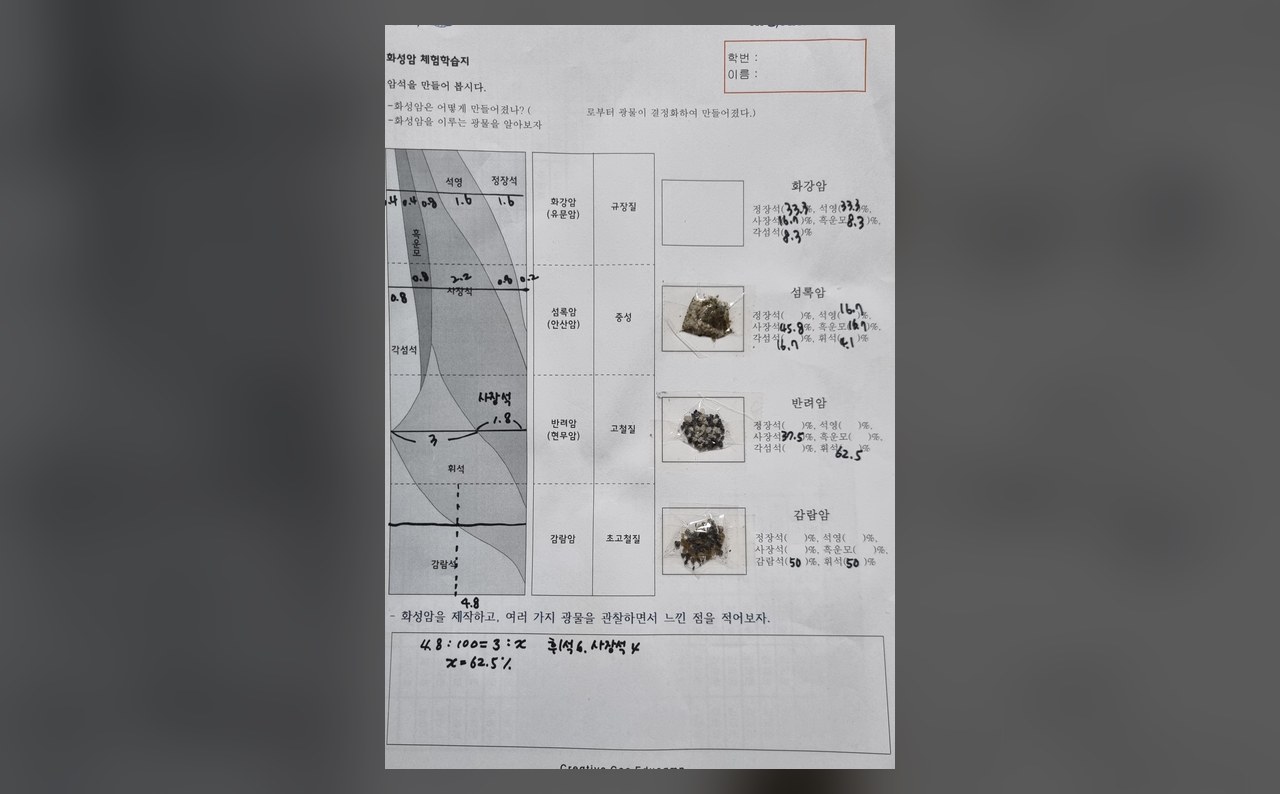 화성암 체험학습지
학번 :
이름 :
암석을 만들어 봅시다.
-화성암은 어떻게 만들어졌나? ( 로부터 광물이 결정화하여 만들어졌다.)
-화성암을 이루는 광물을 알아보자
석영 정장석
0.4 0.4 0.8 1.6 1.6
흑운모
0.8 2.2 0.8 0.2
사장석
0.8
각섬석
사장석
1.8
3
휘석
감람석
4.8
화강암
(유문암)
규장질
섬록암
(안산암)
중성
반려암
(현무암)
고철질
감람암
초고철질
화강암
정장석(33.3)%, 석영(33.3)%,
사장석(16.7)%, 흑운모(8.3)%,
각섬석(8.3)%
섬록암
정장석( )%, 석영(16.7)%,
사장석(45.8)%, 흑운모(16.7)%,
각섬석(16.7)%, 휘석(4.1)%
반려암
정장석( )%, 석영( )%,
사장석(37.5)%, 흑운모( )%,
각섬석( )%, 휘석(62.5)%
감람암
정장석( )%, 석영( )%,
사장석( )%, 흑운모( )%,
감람석(50)%, 휘석(50)%
- 화성암을 제작하고, 여러 가지 광물을 관찰하면서 느낀 점을 적어보자.
4.8 : 100 = 3 : x 휘석 6, 사장석 4
x = 62.5%
Creative Geo